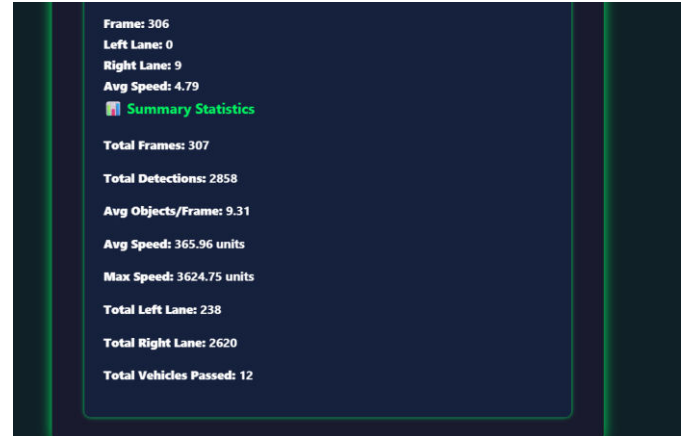 Frame: 306
Left Lane: 0
Right Lane: 9
Avg Speed: 4.79
📊 Summary Statistics
Total Frames: 307
Total Detections: 2858
Avg Objects/Frame: 9.31
Avg Speed: 365.96 units
Max Speed: 3624.75 units
Total Left Lane: 238
Total Right Lane: 2620
Total Vehicles Passed: 12